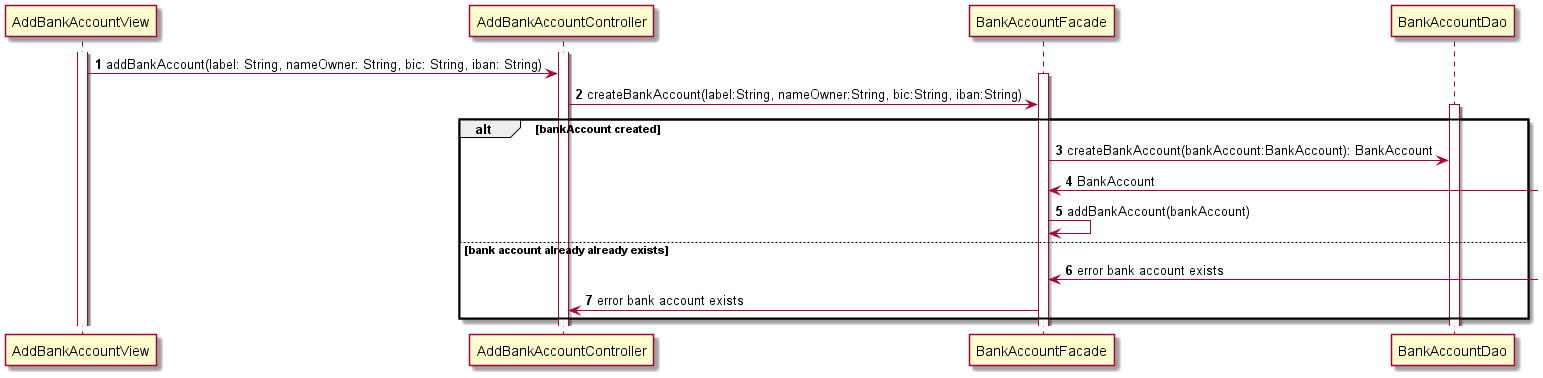 AddBankAccountView AddBankAccountController BankAccountFacade BankAccountDao
1 addBankAccount(label: String, nameOwner: String, bic: String, iban: String)
2 createBankAccount(label:String, nameOwner:String, bic:String, iban:String)
alt [bankAccount created]
3 createBankAccount(bankAccount:BankAccount): BankAccount
4 BankAccount
5 addBankAccount(bankAccount)
[bank account already already exists]
6 error bank account exists
7 error bank account exists
AddBankAccountView AddBankAccountController BankAccountFacade BankAccountDao